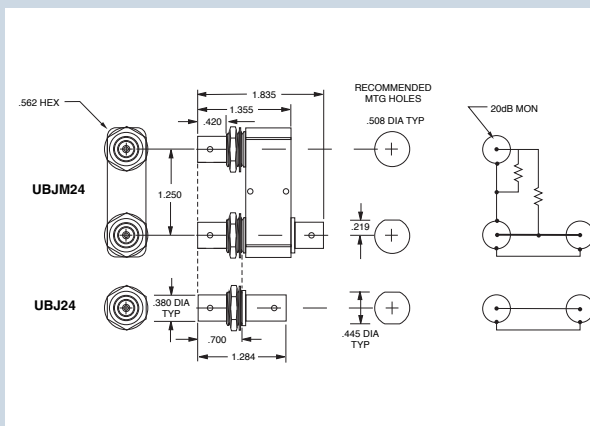 1.835
1.355
.420
RECOMMENDED
MTG HOLES
.508 DIA TYP
.562 HEX
20dB MON
UBJM24
1.250
.219
UBJ24
.380 DIA
TYP
.700
1.284
.445 DIA
TYP